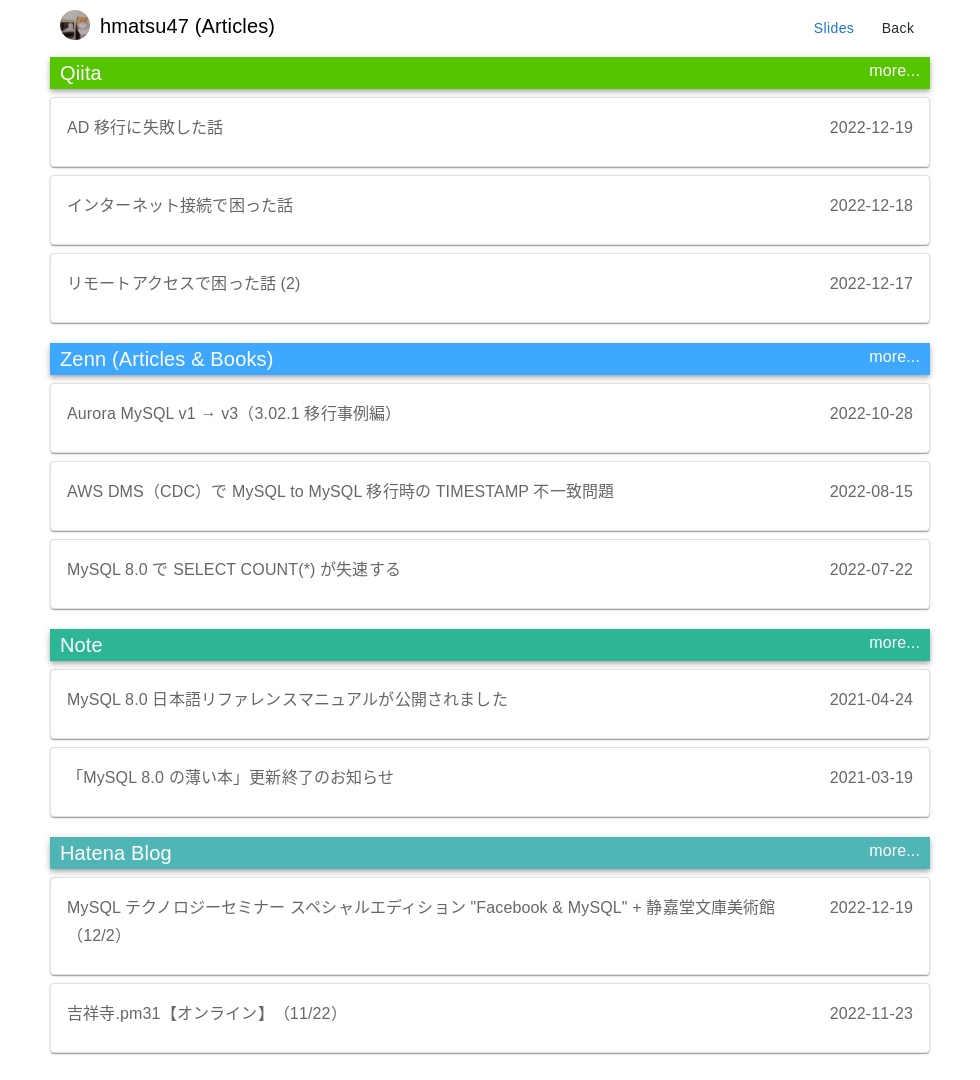 hmatsu47 (Articles)
Slides
Back
Qiita
more...
AD 移行に失敗した話
2022-12-19
インターネット接続で困った話
2022-12-18
リモートアクセスで困った話 (2)
2022-12-17
Zenn (Articles & Books)
more...
Aurora MySQL v1 → v3（3.02.1 移行事例編）
2022-10-28
AWS DMS（CDC）で MySQL to MySQL 移行時の TIMESTAMP 不一致問題
2022-08-15
MySQL 8.0 で SELECT COUNT(*) が失速する
2022-07-22
Note
more...
MySQL 8.0 日本語リファレンスマニュアルが公開されました
2021-04-24
「MySQL 8.0 の薄い本」更新終了のお知らせ
2021-03-19
Hatena Blog
more...
MySQL テクノロジーセミナー スペシャルエディション "Facebook & MySQL" + 静嘉堂文庫美術館
（12/2）
2022-12-19
吉祥寺.pm31【オンライン】（11/22）
2022-11-23